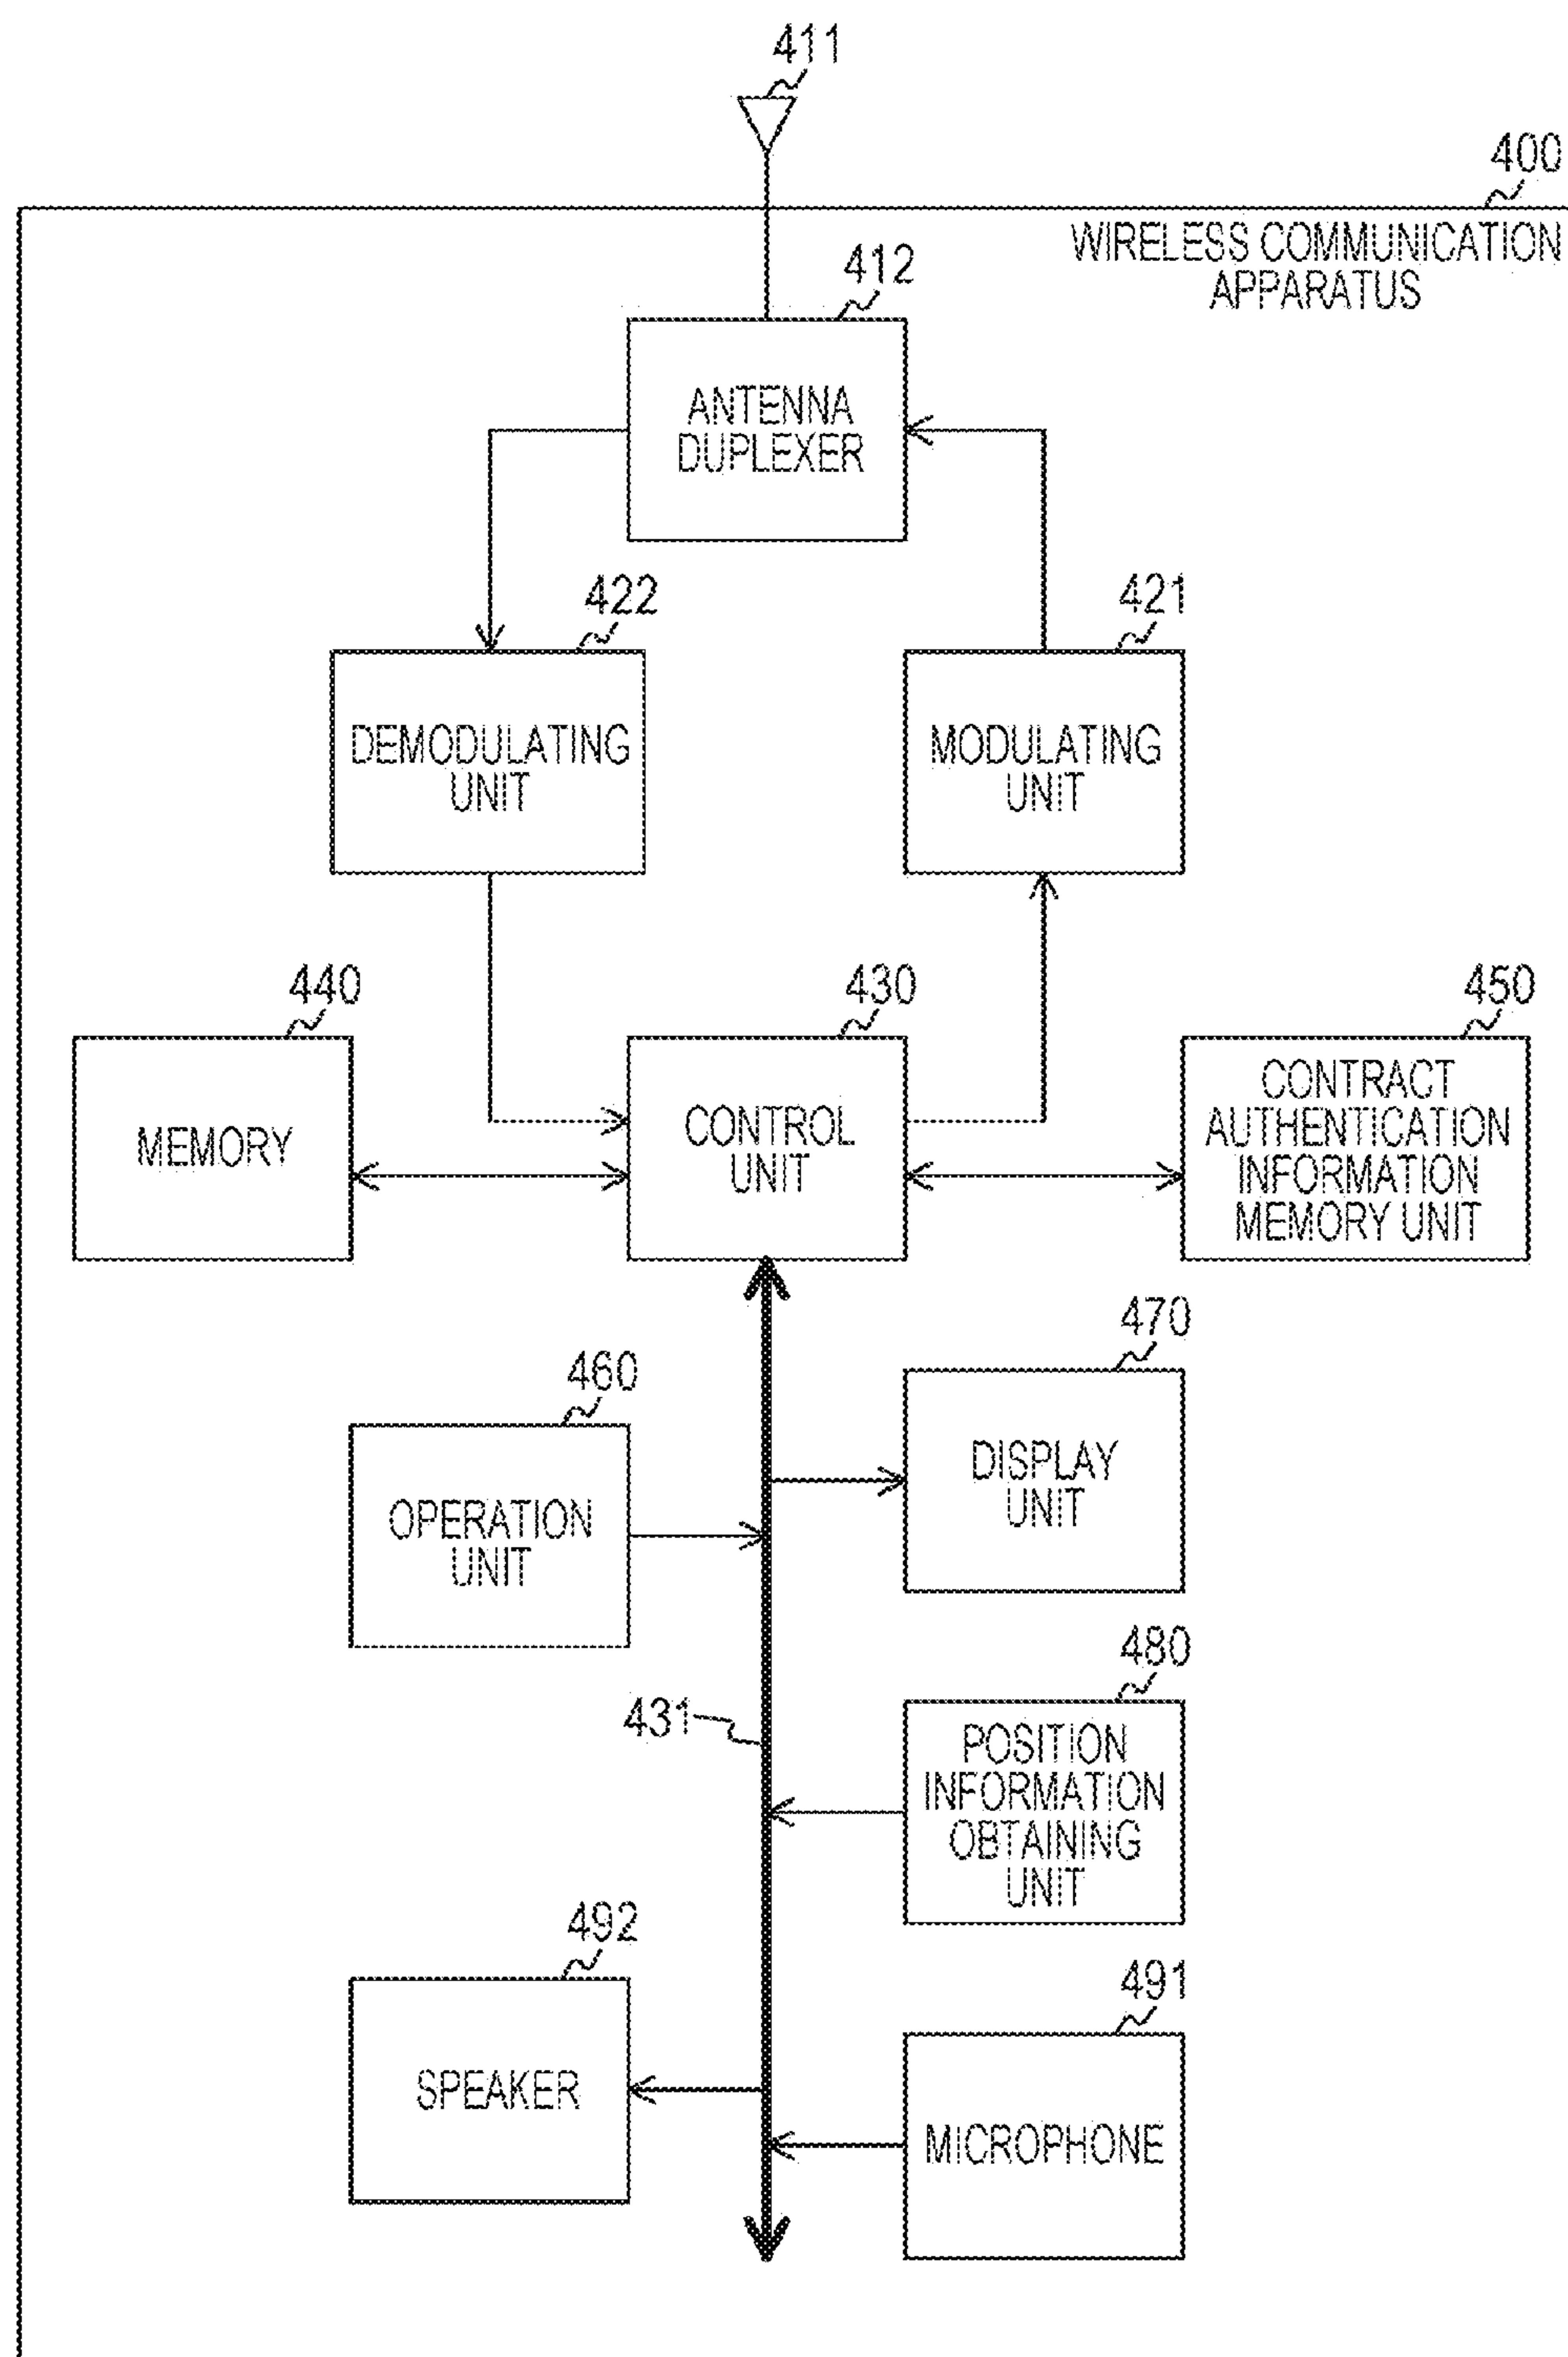 411
400
WIRELESS COMMUNICATION
APPARATUS
412
ANTENNA
DUPLEXER
422
421
DEMODULATING
UNIT
MODULATING
UNIT
440
430
450
MEMORY
CONTROL
UNIT
CONTRACT
AUTHENTICATION
INFORMATION
MEMORY UNIT
470
460
DISPLAY
UNIT
OPERATION
UNIT
480
431
POSITION
INFORMATION
OBTAINING
UNIT
492
491
SPEAKER
MICROPHONE